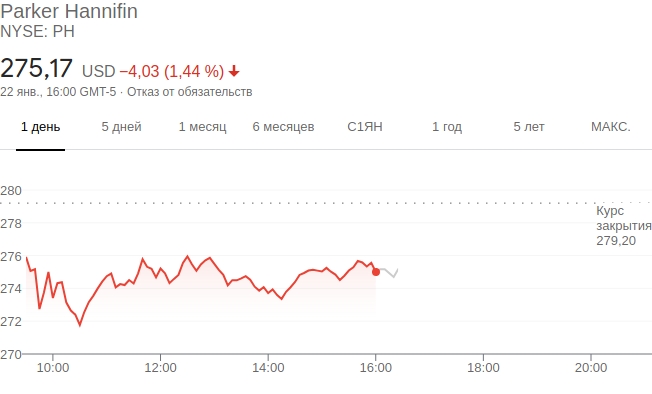 Parker Hannifin
NYSE: PH
275,17 USD −4,03 (1,44 %)
22 янв., 16:00 GMT-5 · Отказ от обязательств
1 день 5 дней 1 месяц 6 месяцев С1ЯН 1 год 5 лет МАКС.
280
Курс
закрытия
279,20
278
276
274
272
270
10:00 12:00 14:00 16:00 18:00 20:00